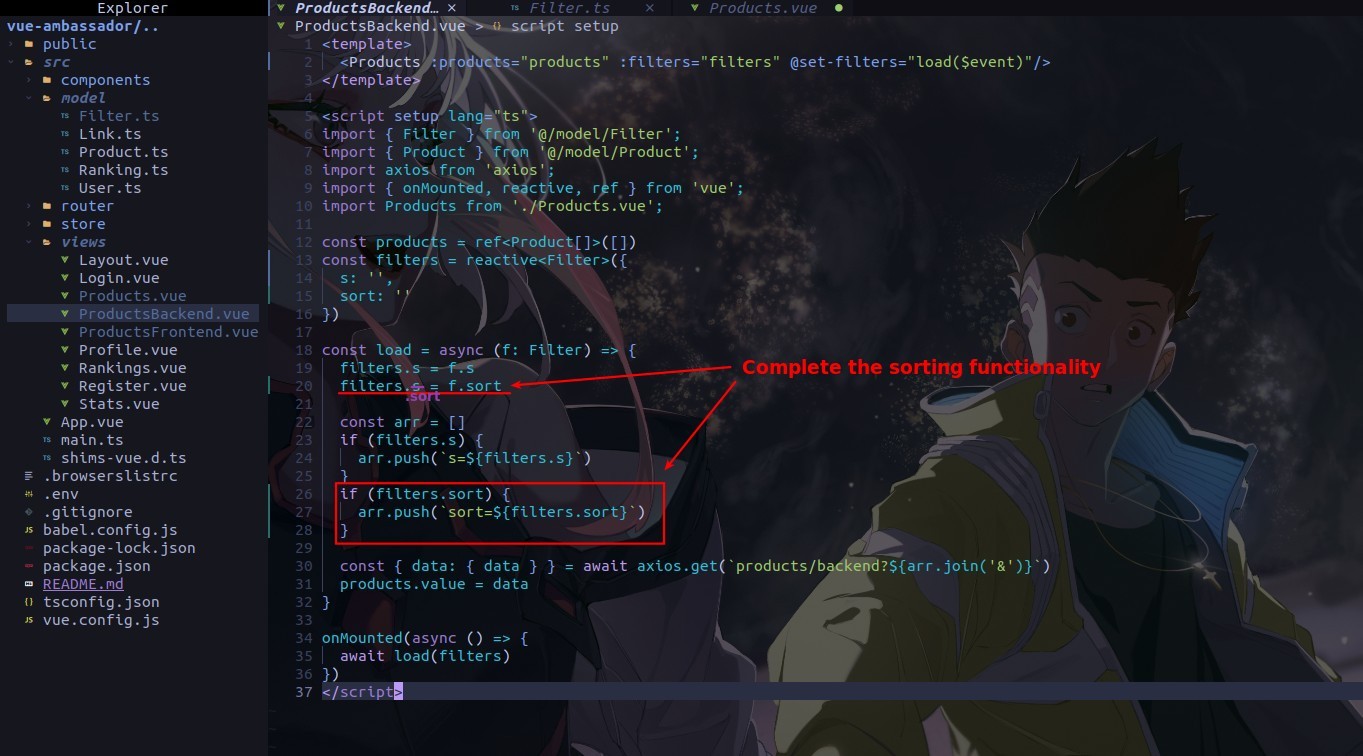 Explorer
vue-ambassador/..
public
src
components
model
Filter.ts
Link.ts
Product.ts
Ranking.ts
User.ts
router
store
views
Layout.vue
Login.vue
Products.vue
ProductsBackend.vue
ProductsFrontend.vue
Profile.vue
Rankings.vue
Register.vue
Stats.vue
App.vue
TS main.ts
TS shims-vue.d.ts
.browserslistrc
.env
.gitignore
JS babel.config.js
package-lock.json
package.json
README.md
{} tsconfig.json
JS vue.config.js
ProductsBackend… × TS Filter.ts × Products.vue ●
ProductsBackend.vue > {} script setup
1 <template>
2 <Products :products="products" :filters="filters" @set-filters="load($event)"/>
3 </template>
4
5 <script setup lang="ts">
6 import { Filter } from '@/model/Filter';
7 import { Product } from '@/model/Product';
8 import axios from 'axios';
9 import { onMounted, reactive, ref } from 'vue';
10 import Products from './Products.vue';
11
12 const products = ref<Product[]>([])
13 const filters = reactive<Filter>({
14 s: '',
15 sort: ''
16 })
17
18 const load = async (f: Filter) => {
19 filters.s = f.s
20 filters.s = f.sort
.sort
21
22 const arr = []
23 if (filters.s) {
24 arr.push(`s=${filters.s}`)
25 }
26 if (filters.sort) {
27 arr.push(`sort=${filters.sort}`)
28 }
29
30 const { data: { data } } = await axios.get(`products/backend?${arr.join('&')}`)
31 products.value = data
32 }
33
34 onMounted(async () => {
35 await load(filters)
36 })
37 </script>
Complete the sorting functionality